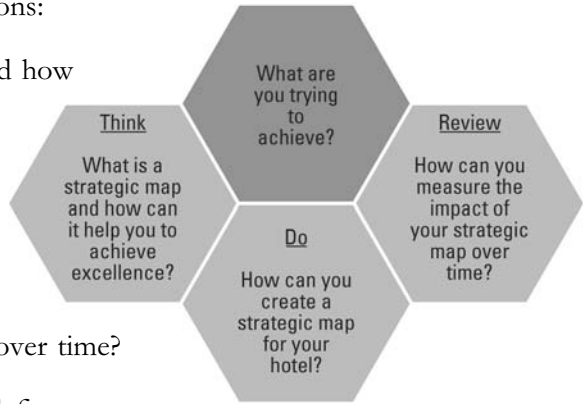 ons:
d how
What are
you trying
to
achieve?
Think
What is a
strategic map
and how can
it help you to
achieve
excellence?
Review
How can you
measure the
impact of
your strategic
map over
time?
Do
How can you
create a
strategic map
for your
hotel?
over time?